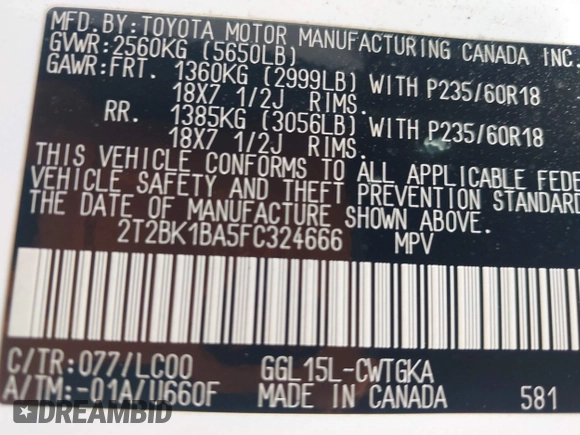 MFD.BY:TOYOTA MOTOR MANUFACTURING CANADA INC.
GVWR:2560KG (5650LB)
GAWR:FRT. 1360KG (2999LB) WITH P235/60R18
18X7 1/2J RIMS.
RR. 1385KG (3056LB) WITH P235/60R18
18X7 1/2J RIMS.
THIS VEHICLE CONFORMS TO ALL APPLICABLE FEDE
VEHICLE SAFETY AND THEFT PREVENTION STANDARD
THE DATE OF MANUFACTURE SHOWN ABOVE.
2T2BK1BA5FC324666 MPV
C/TR:077/LC00 GGL15L-CWTGKA
A/TM:-01A/U660F MADE IN CANADA 581
DREAMBID